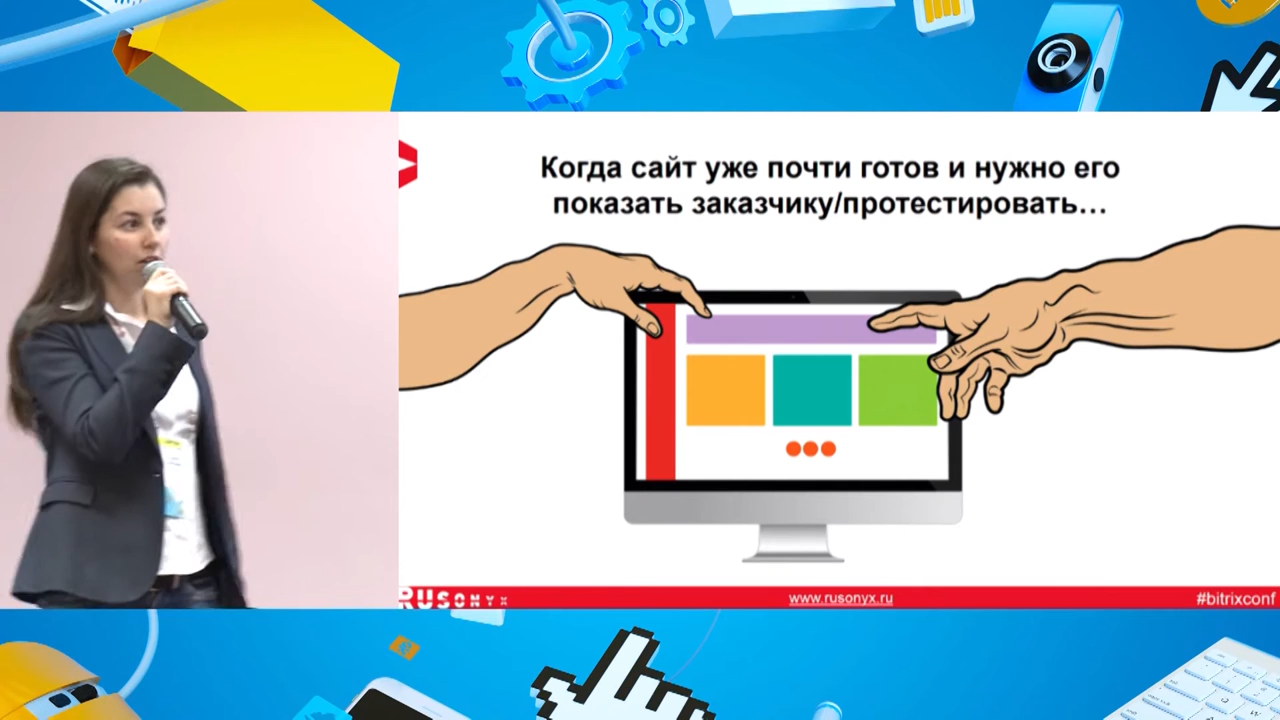 Когда сайт уже почти готов и нужно его
показать заказчику/протестировать...
RUSONYX
www.rusonyx.ru
#bitrixconf